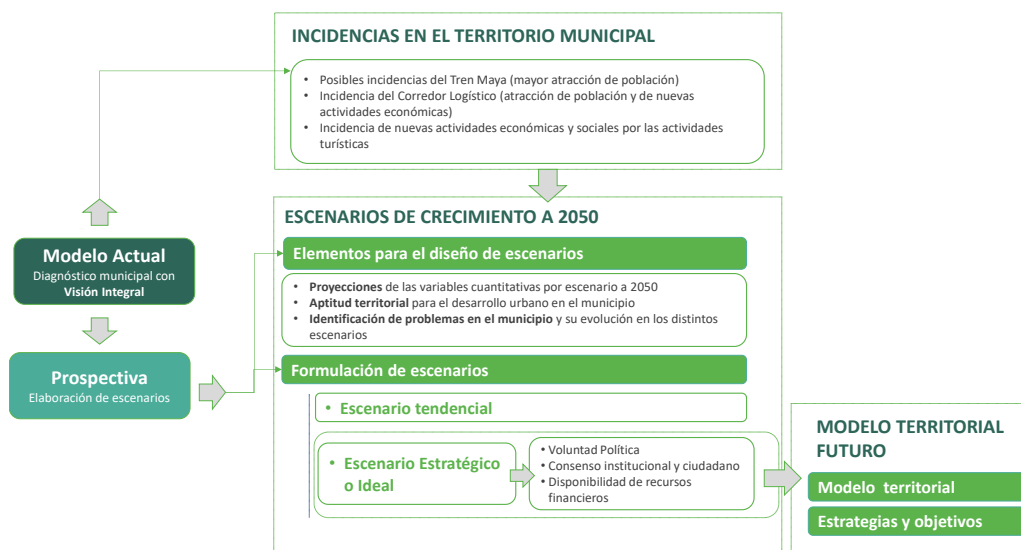 INCIDENCIAS EN EL TERRITORIO MUNICIPAL
• Posibles incidencias del Tren Maya (mayor atracción de población)
• Incidencia del Corredor Logístico (atracción de población y de nuevas
actividades económicas)
• Incidencia de nuevas actividades económicas y sociales por las actividades
turísticas
Modelo Actual
Diagnóstico municipal con
Visión Integral
Prospectiva
Elaboración de escenarios
ESCENARIOS DE CRECIMIENTO A 2050
Elementos para el diseño de escenarios
• Proyecciones de las variables cuantitativas por escenario a 2050
• Aptitud territorial para el desarrollo urbano en el municipio
• Identificación de problemas en el municipio y su evolución en los distintos
escenarios
Formulación de escenarios
• Escenario tendencial
• Escenario Estratégico
o Ideal
• Voluntad Política
• Consenso institucional y ciudadano
• Disponibilidad de recursos
financieros
MODELO TERRITORIAL
FUTURO
Modelo territorial
Estrategias y objetivos